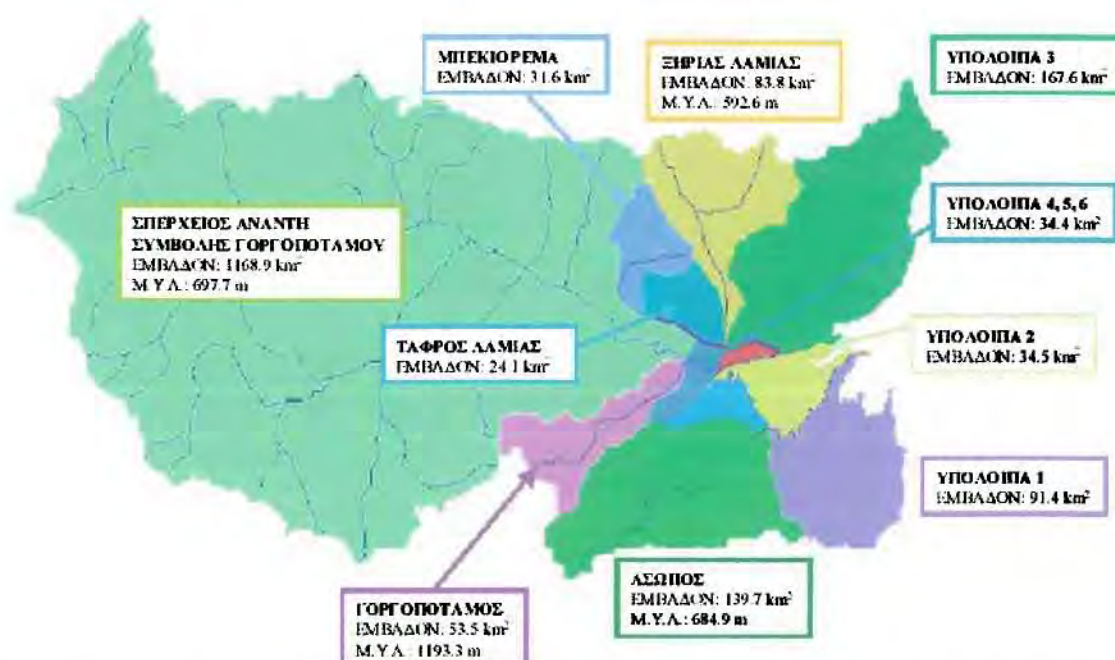 ΜΠΕΚΙΟΡΕΜΑ
ΕΜΒΑΔΟΝ: 31.6 km²
ΞΗΡΙΑΣ ΛΑΜΙΑΣ
ΕΜΒΑΔΟΝ: 83.8 km²
Μ.Υ.Λ.: 592.6 m
ΥΠΟΛΟΙΠΑ 3
ΕΜΒΑΔΟΝ: 167.6 km²
ΣΠΕΡΧΕΙΟΣ ΑΝΑΝΤΗ
ΣΥΜΒΟΛΗΣ ΓΟΡΓΟΠΟΤΑΜΟΥ
ΕΜΒΑΔΟΝ: 1168.9 km²
Μ.Υ.Λ.: 697.7 m
ΥΠΟΛΟΙΠΑ 4, 5, 6
ΕΜΒΑΔΟΝ: 34.4 km²
ΤΑΦΡΟΣ ΛΑΜΙΑΣ
ΕΜΒΑΔΟΝ: 24.1 km²
ΥΠΟΛΟΙΠΑ 2
ΕΜΒΑΔΟΝ: 34.5 km²
ΥΠΟΛΟΙΠΑ 1
ΕΜΒΑΔΟΝ: 91.4 km²
ΑΣΩΠΟΣ
ΕΜΒΑΔΟΝ: 139.7 km²
Μ.Υ.Λ.: 684.9 m
ΓΟΡΓΟΠΟΤΑΜΟΣ
ΕΜΒΑΔΟΝ: 53.5 km²
Μ.Υ.Λ.: 1193.3 m